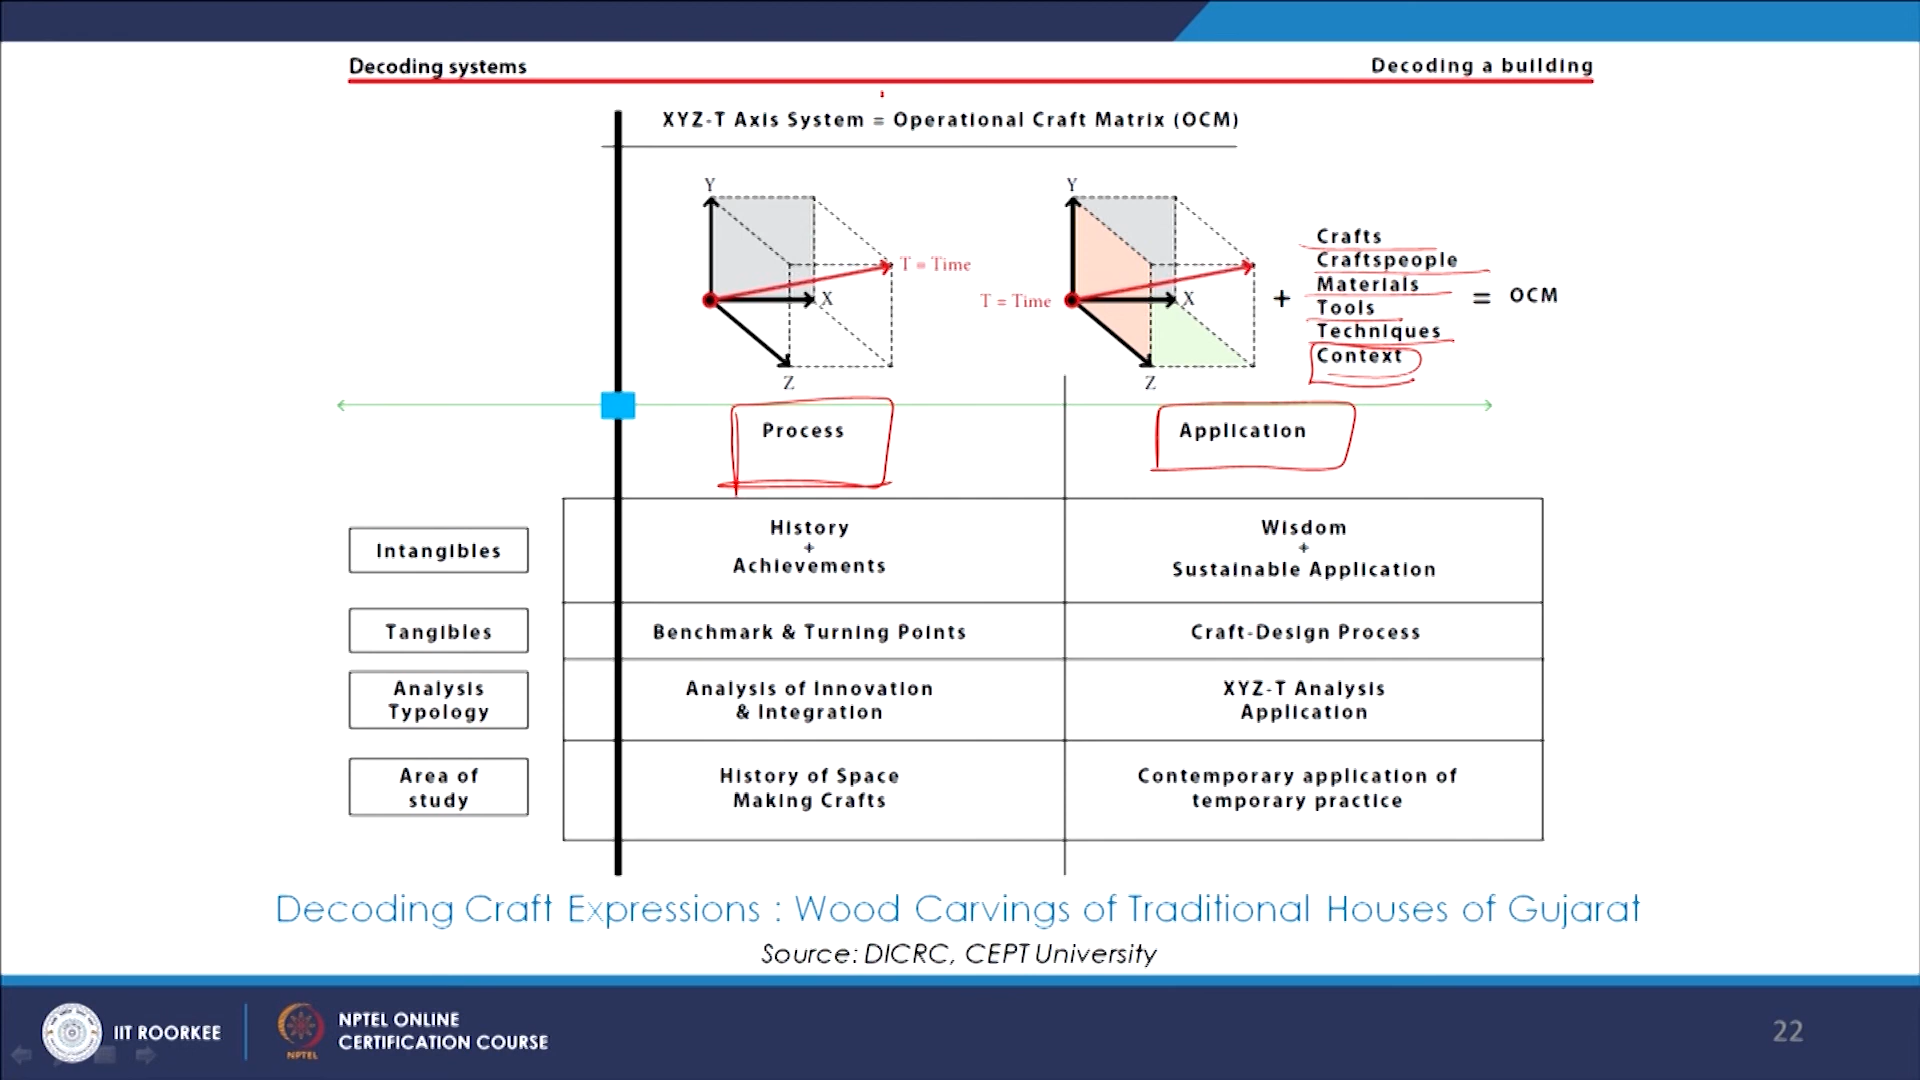 Decoding systems
Decoding a building
XYZ-T Axis System = Operational Craft Matrix (OCM)
Y
X
Z
T = Time
Y
X
Z
T = Time
+
Crafts
Craftspeople
Materials
Tools
Techniques
Context
= OCM
Process
Application
Intangibles
History
+
Achievements
Wisdom
+
Sustainable Application
Tangibles
Benchmark & Turning Points
Craft-Design Process
Analysis
Typology
Analysis of Innovation
& Integration
XYZ-T Analysis
Application
Area of
study
History of Space
Making Crafts
Contemporary application of
temporary practice
Decoding Craft Expressions : Wood Carvings of Traditional Houses of Gujarat
Source: DICRC, CEPT University
IIT ROORKEE
NPTEL
NPTEL ONLINE
CERTIFICATION COURSE
22